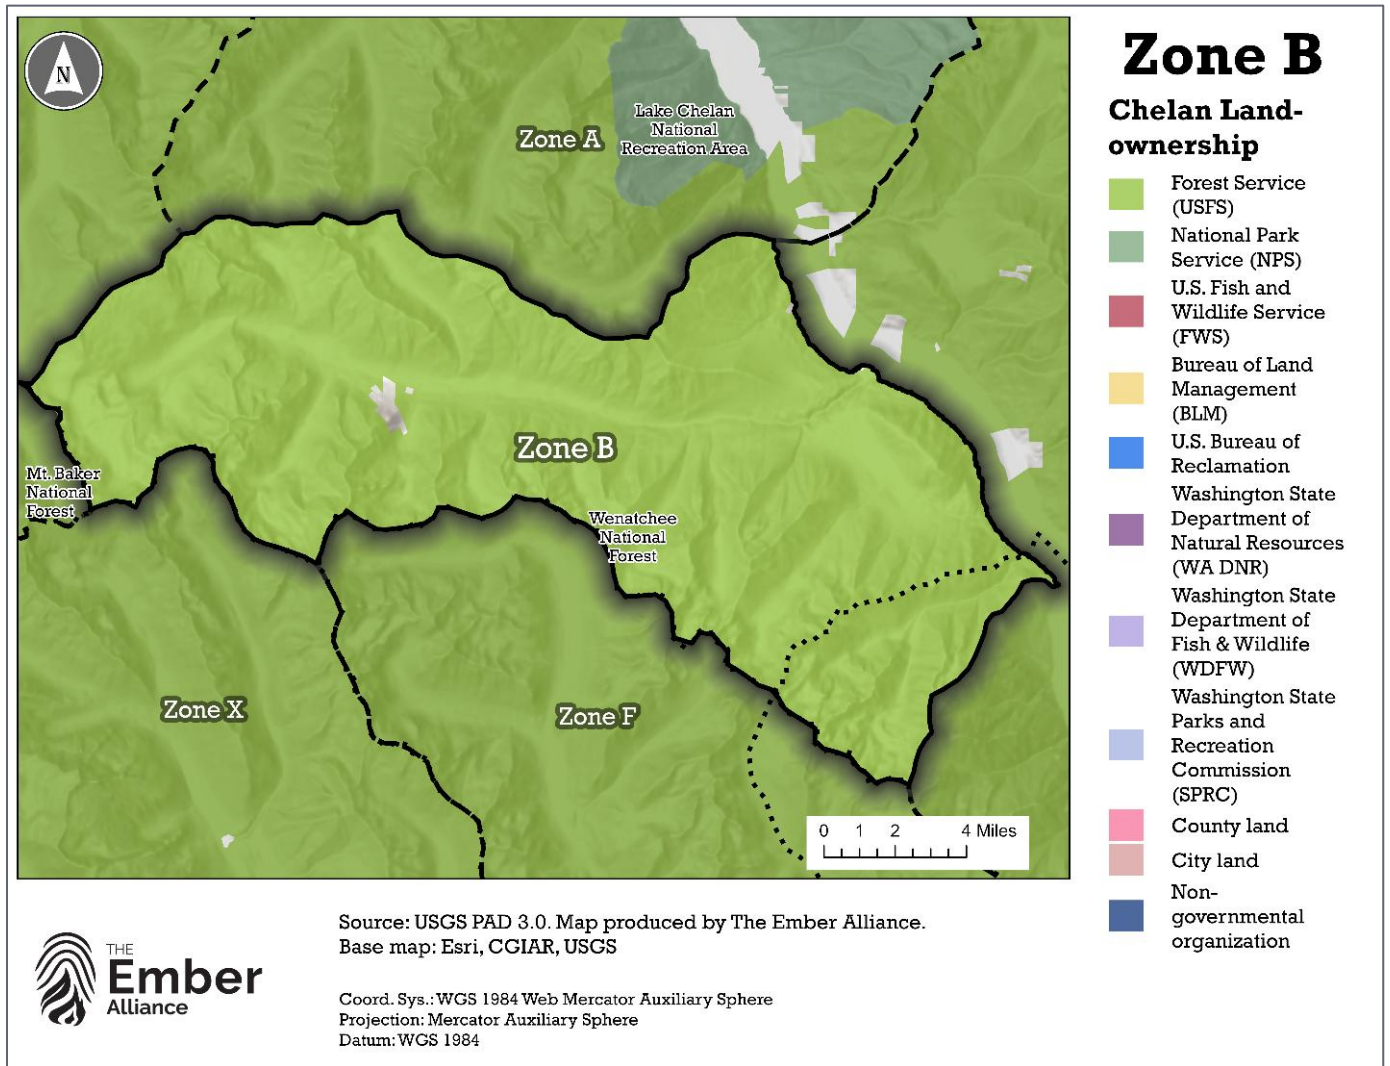 N
Zone A
Lake Chelan
National
Recreation Area
Zone B
Mt. Baker
National
Forest
Wenatchee
National
Forest
Zone X
Zone F
0 1 2 4 Miles
Zone B
Chelan Land-
ownership
Forest Service
(USFS)
National Park
Service (NPS)
U.S. Fish and
Wildlife Service
(FWS)
Bureau of Land
Management
(BLM)
U.S. Bureau of
Reclamation
Washington State
Department of
Natural Resources
(WA DNR)
Washington State
Department of
Fish & Wildlife
(WDFW)
Washington State
Parks and
Recreation
Commission
(SPRC)
County land
City land
Non-
governmental
organization
THE
Ember
Alliance
Source: USGS PAD 3.0. Map produced by The Ember Alliance.
Base map: Esri, CGIAR, USGS
Coord. Sys.: WGS 1984 Web Mercator Auxiliary Sphere
Projection: Mercator Auxiliary Sphere
Datum: WGS 1984